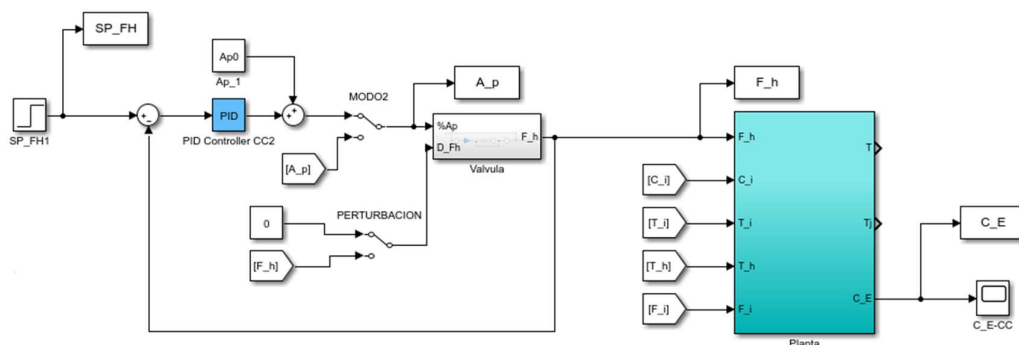 SP_FH
Ap0
Ap_1
A_p
F_h
MODO2
SP_FH1
+
-
PID
PID Controller CC2
+
+
%Ap
D_Fh
F_h
Valvula
[A_p]
PERTURBACION
0
[F_h]
F_h
C_i
T_i
T_h
F_i
T
Tj
C_E
Planta
[C_i]
[T_i]
[T_h]
[F_i]
C_E
C_E-CC